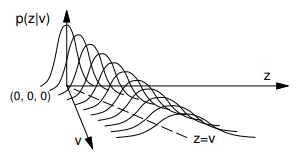 p(z|v)
z
(0, 0, 0)
z=v
v